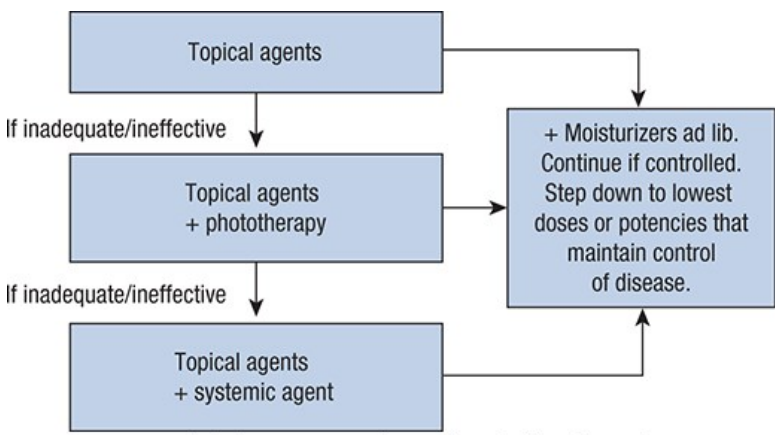 Topical agents
If inadequate/ineffective
Topical agents
+ phototherapy
If inadequate/ineffective
Topical agents
+ systemic agent
+ Moisturizers ad lib.
Continue if controlled.
Step down to lowest
doses or potencies that
maintain control
of disease.